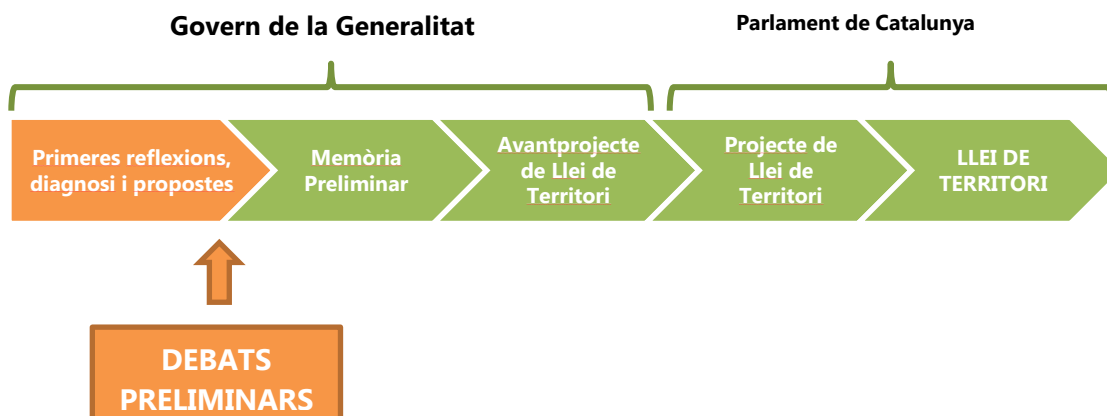 Govern de la Generalitat
Parlament de Catalunya
Primeres reflexions,
diagnosi i propostes
Memòria
Preliminar
Avantprojecte
de Llei de
Territori
Projecte de
Llei de
Territori
LLEI DE
TERRITORI
DEBATS
PRELIMINARS